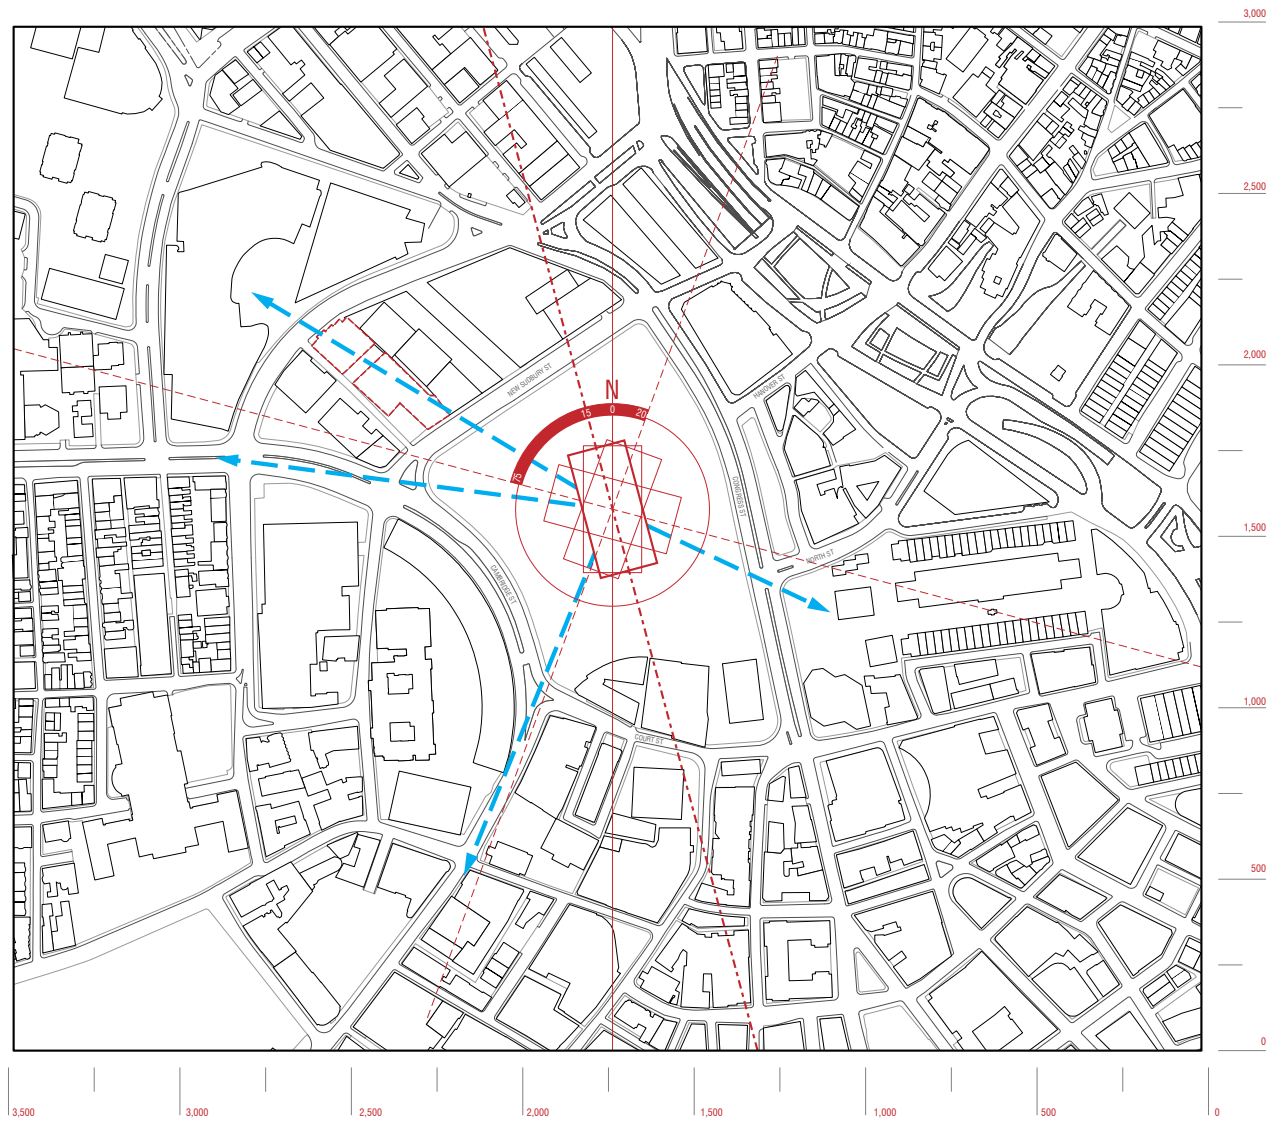 3,000
2,500
2,000
1,500
1,000
500
0
N
15 0 20
75
NEW SUDBURY ST
HANOVER ST
CONGRESS ST
NORTH ST
CAMBRIDGE ST
COURT ST
3,500 3,000 2,500 2,000 1,500 1,000 500 0